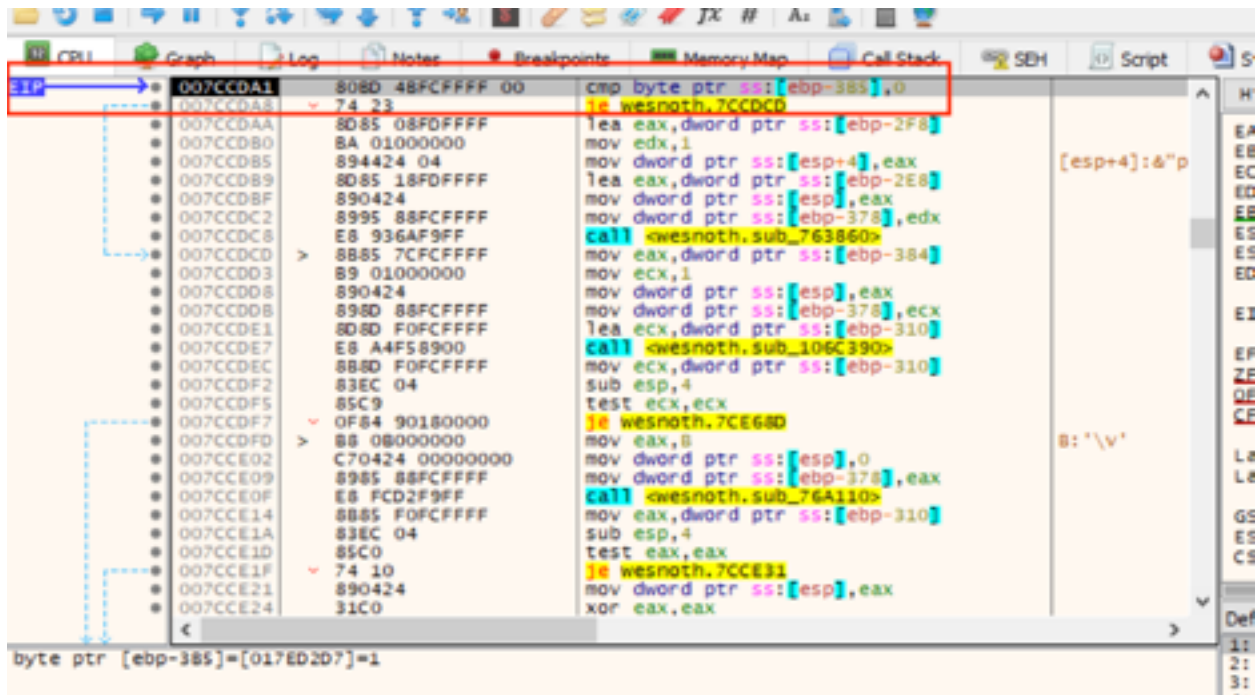 CPU Graph Log Notes Breakpoints Memory Map Call Stack SEH Script
EIP 007CCDA1 80BD 4BFCFFFF 00 cmp byte ptr ss:[ebp-3B5],0
007CCDA8 74 23 je wesnoth.7CCDCD
007CCDAA 8D85 08FDFFFF lea eax,dword ptr ss:[ebp-2F8]
007CCDB0 BA 01000000 mov edx,1
007CCDB5 894424 04 mov dword ptr ss:[esp+4],eax [esp+4]:&"p
007CCDB9 8D85 18FDFFFF lea eax,dword ptr ss:[ebp-2E8]
007CCDBF 890424 mov dword ptr ss:[esp],eax
007CCDC2 8995 88FCFFFF mov dword ptr ss:[ebp-378],edx
007CCDC8 E8 936AF9FF call <wesnoth.sub_763860>
007CCDCD > 8B85 7CFCFFFF mov eax,dword ptr ss:[ebp-384]
007CCDD3 B9 01000000 mov ecx,1
007CCDD8 890424 mov dword ptr ss:[esp],eax
007CCDDB 898D 88FCFFFF mov dword ptr ss:[ebp-378],ecx
007CCDE1 8D8D F0FCFFFF lea ecx,dword ptr ss:[ebp-310]
007CCDE7 E8 A4F58900 call <wesnoth.sub_106C390>
007CCDEC 8B8D F0FCFFFF mov ecx,dword ptr ss:[ebp-310]
007CCDF2 83EC 04 sub esp,4
007CCDF5 85C9 test ecx,ecx
007CCDF7 0F84 90180000 je wesnoth.7CE68D
007CCDFD > B8 0B000000 mov eax,B B:'\v'
007CCE02 C70424 00000000 mov dword ptr ss:[esp],0
007CCE09 8985 88FCFFFF mov dword ptr ss:[ebp-378],eax
007CCE0F E8 FCD2F9FF call <wesnoth.sub_76A110>
007CCE14 8B85 F0FCFFFF mov eax,dword ptr ss:[ebp-310]
007CCE1A 83EC 04 sub esp,4
007CCE1D 85C0 test eax,eax
007CCE1F 74 10 je wesnoth.7CCE31
007CCE21 890424 mov dword ptr ss:[esp],eax
007CCE24 31C0 xor eax,eax
byte ptr [ebp-3B5]=[017ED2D7]=1